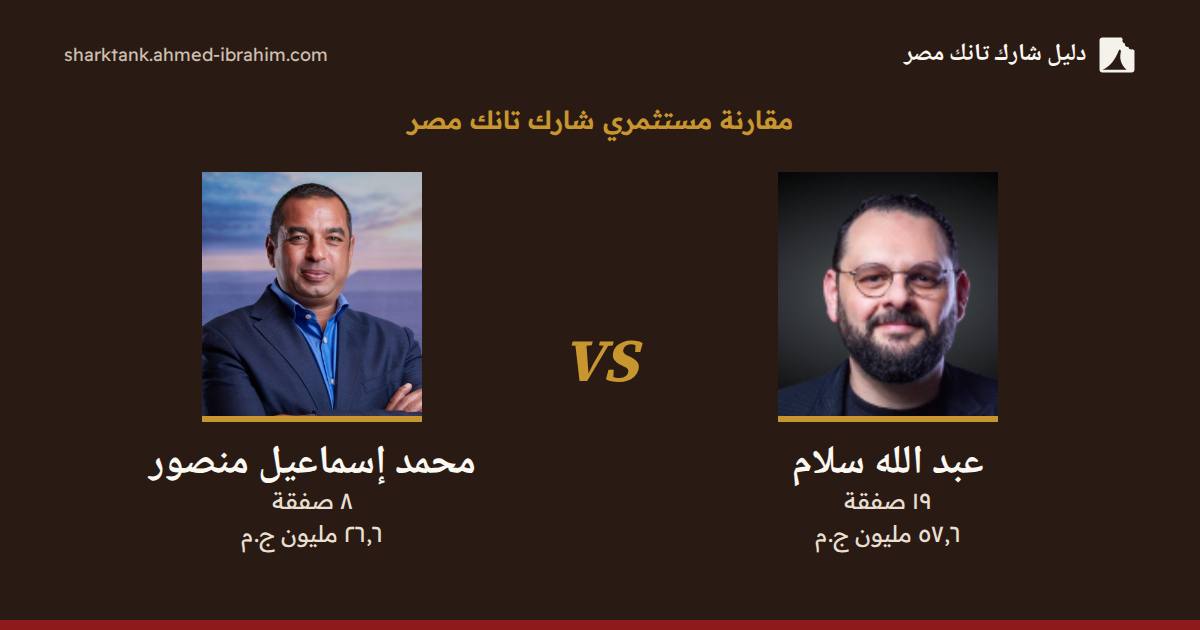 دليل شارك تانك مصر
sharktank.ahmed-ibrahim.com
مقارنة مستثمري شارك تانك مصر
عبد الله سلام
١٩ صفقة
٥٧,٦ مليون ج.م
VS
محمد إسماعيل منصور
٨ صفقة
٢٦,٦ مليون ج.م